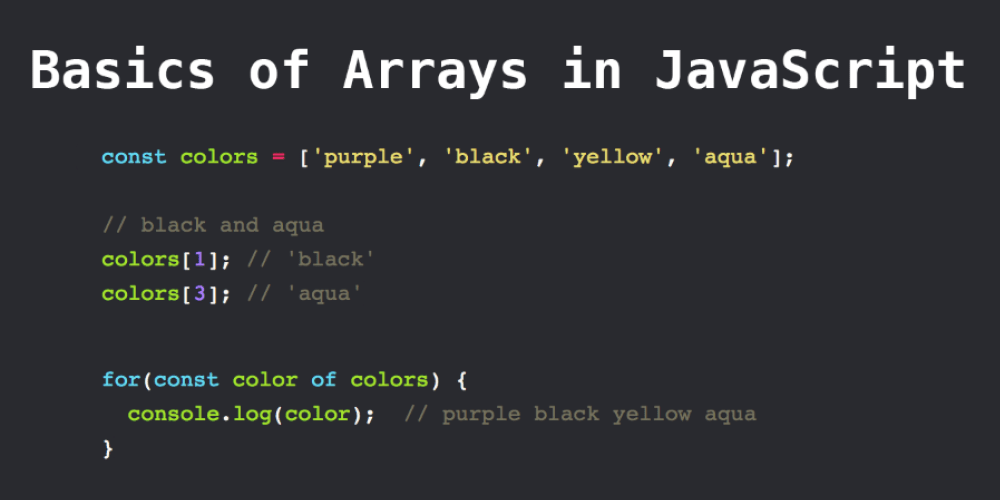 Basics of Arrays in JavaScript
const colors = ['purple', 'black', 'yellow', 'aqua'];
// black and aqua
colors[1]; // 'black'
colors[3]; // 'aqua'
for(const color of colors) {
console.log(color);  // purple black yellow aqua
}